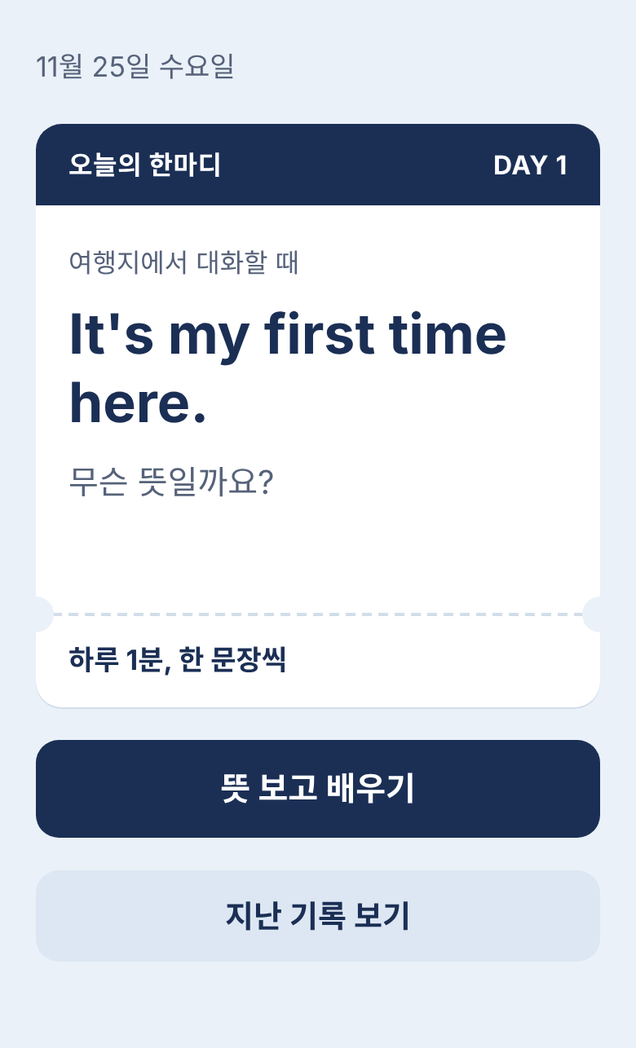 11월 25일 수요일
오늘의 한마디
DAY 1
여행지에서 대화할 때
It's my first time
here.
무슨 뜻일까요?
하루 1분, 한 문장씩
뜻 보고 배우기
지난 기록 보기